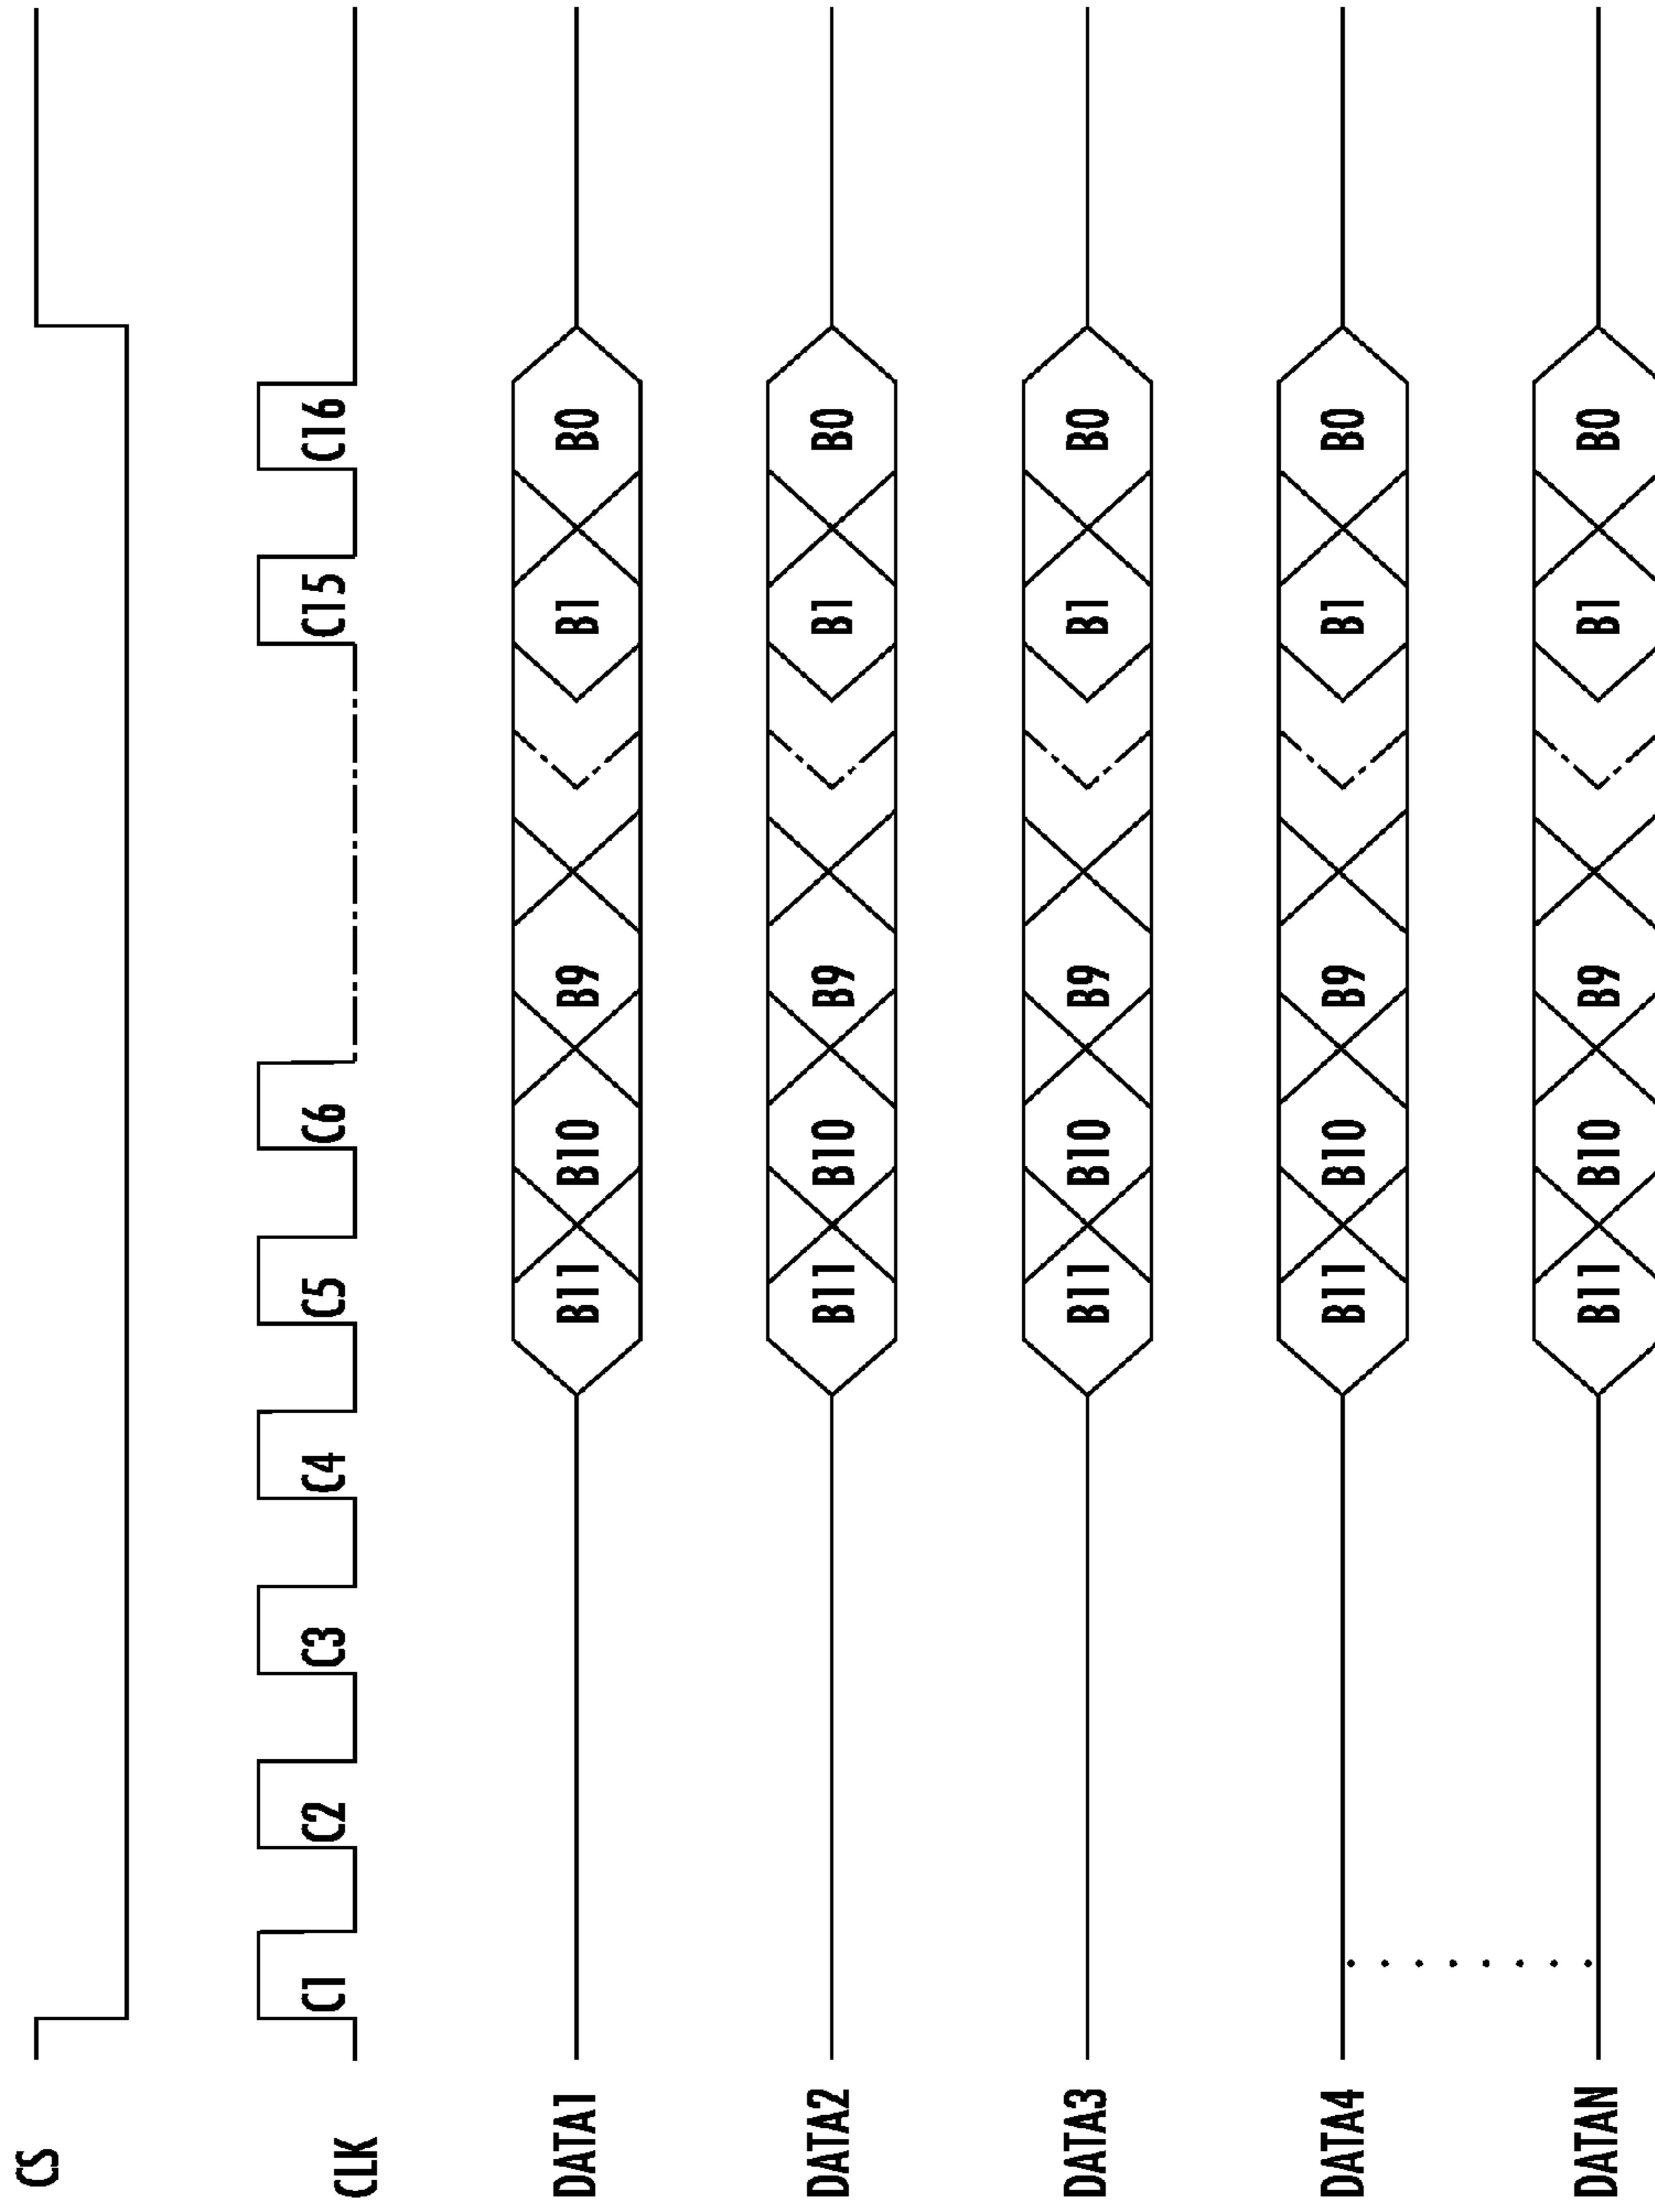 CS
CLK C1 C2 C3 C4 C5 C6 C15 C16
DATA1 B11 B10 B9 B1 B0
DATA2 B11 B10 B9 B1 B0
DATA3 B11 B10 B9 B1 B0
DATA4 B11 B10 B9 B1 B0
DATAN B11 B10 B9 B1 B0